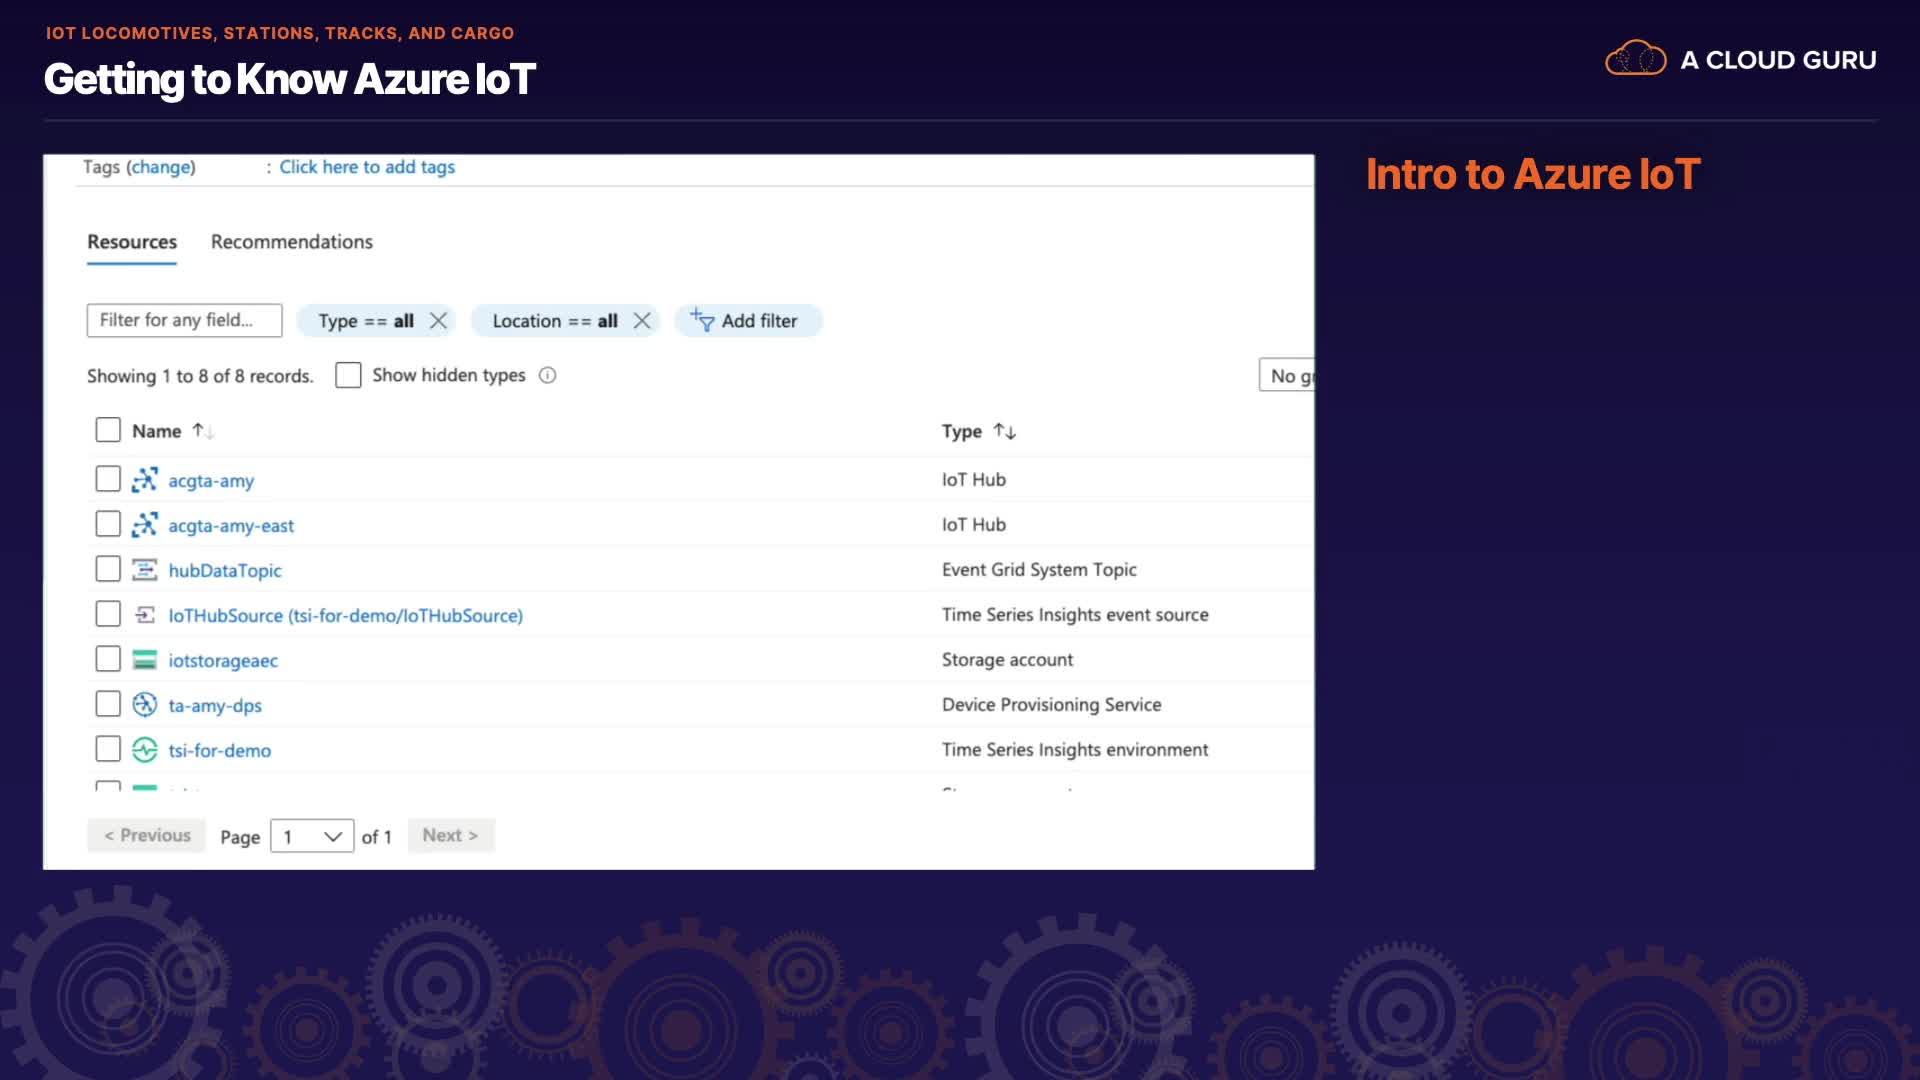 IOT LOCOMOTIVES, STATIONS, TRACKS, AND CARGO
Getting to Know Azure IoT
A CLOUD GURU
Tags (change) : Click here to add tags
Intro to Azure IoT
Resources Recommendations
Filter for any field... Type == all Location == all Add filter
Showing 1 to 8 of 8 records. Show hidden types
No
Name Type
acgta-amy IoT Hub
acgta-amy-east IoT Hub
hubDataTopic Event Grid System Topic
IoTHubSource (tsi-for-demo/IoTHubSource) Time Series Insights event source
iotstorageaec Storage account
ta-amy-dps Device Provisioning Service
tsi-for-demo Time Series Insights environment
< Previous Page 1 of 1 Next >